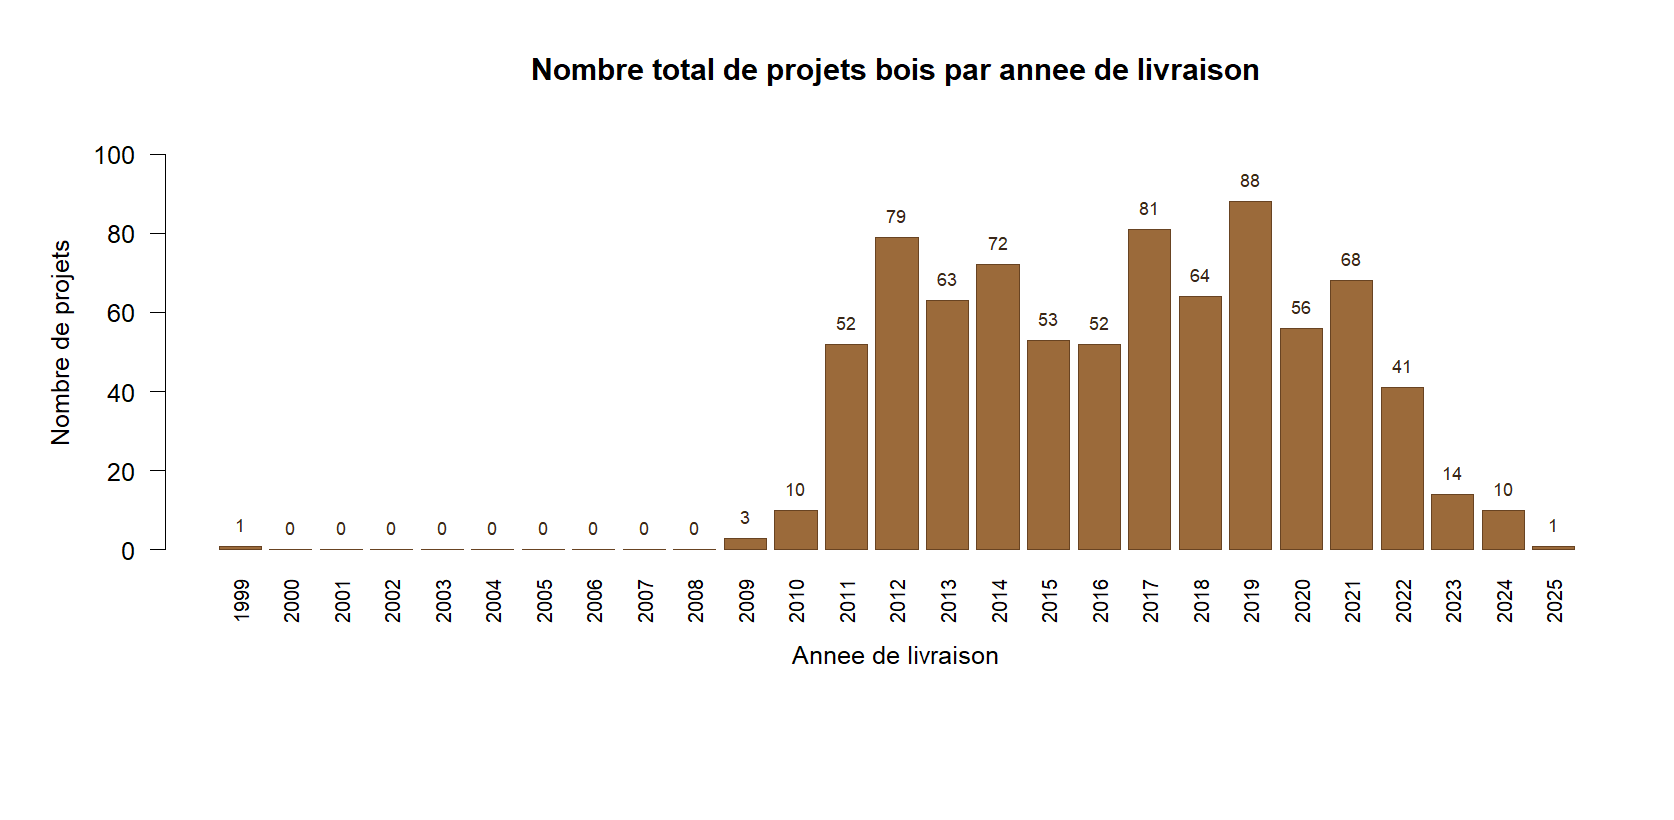 Nombre total de projets bois par annee de livraison
Nombre de projets
100
80
60
40
20
0
1 0 0 0 0 0 0 0 0 0 3 10 52 79 63 72 53 52 81 64 88 56 68 41 14 10 1
1999 2000 2001 2002 2003 2004 2005 2006 2007 2008 2009 2010 2011 2012 2013 2014 2015 2016 2017 2018 2019 2020 2021 2022 2023 2024 2025
Annee de livraison